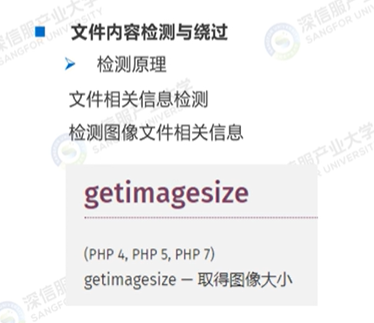 文件内容检测与绕过
检测原理
文件相关信息检测
检测图像文件相关信息
getimagesize
(PHP 4, PHP 5, PHP 7)
getimagesize — 取得图像大小
深信服产业大学
SANGFOR UNIVERSITY